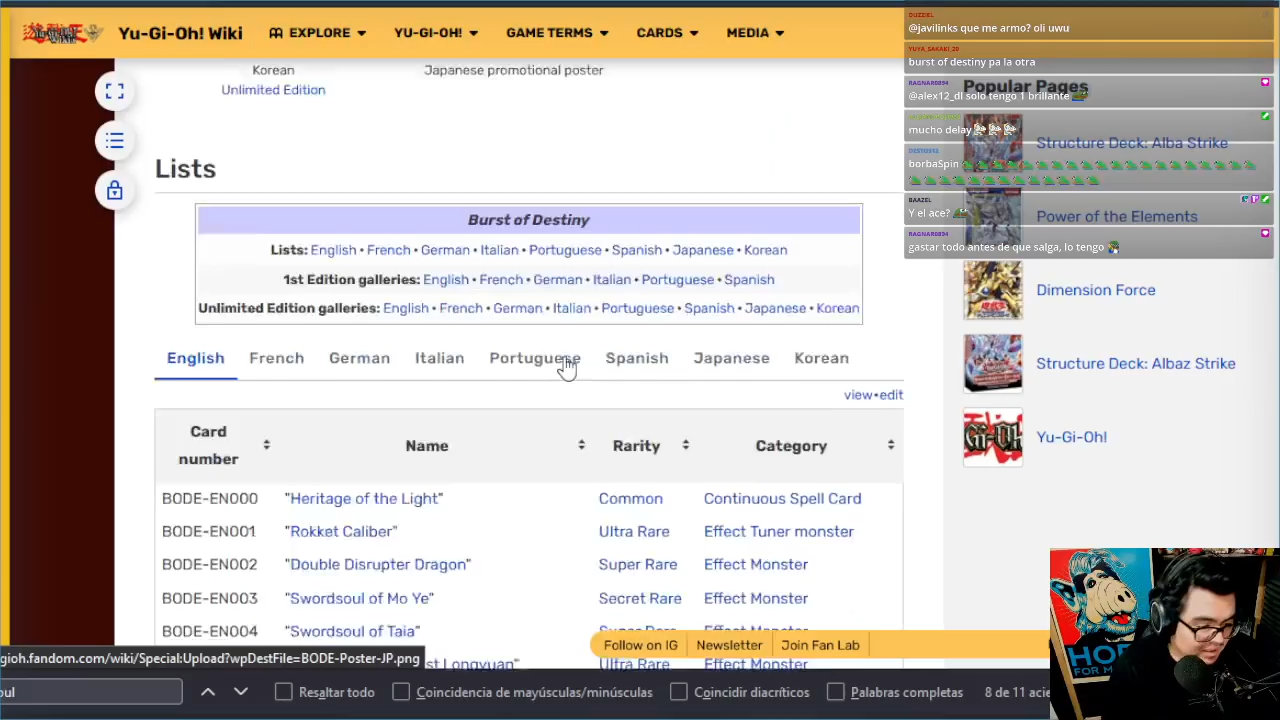 Yu-Gi-Oh! Wiki
EXPLORE
YU-GI-OH!
GAME TERMS
CARDS
MEDIA
Korean
Unlimited Edition
Japanese promotional poster
Lists
Burst of Destiny
Lists: English • French • German • Italian • Portuguese • Spanish • Japanese • Korean
1st Edition galleries: English • French • German • Italian • Portuguese • Spanish
Unlimited Edition galleries: English • French • German • Italian • Portuguese • Spanish • Japanese • Korean
English French German Italian Portuguese Spanish Japanese Korean
view•edit
Card number Name Rarity Category
BODE-EN000 "Heritage of the Light" Common Continuous Spell Card
BODE-EN001 "Rokket Caliber" Ultra Rare Effect Tuner monster
BODE-EN002 "Double Disrupter Dragon" Super Rare Effect Monster
BODE-EN003 "Swordsoul of Mo Ye" Secret Rare Effect Monster
BODE-EN004 "Swordsoul of Taia"
Longyuan" Ultra Rare Effect Monster
Follow on IG
Newsletter
Join Fan Lab
gioh.fandom.com/wiki/Special:Upload?wpDestFile=BODE-Poster-JP.png
oul
Resaltar todo
Coincidencia de mayúsculas/minúsculas
Coincidir diacríticos
Palabras completas
8 de 11
DUZZIEL
@javilinks que me armo? oli uwu
YUYA_SAKAKI_20
burst of destiny pa la otra
Popular Pages
RAGNAR0894
@alex12_dl solo tengo 1 brillante
mucho delay
borbaSpin
BAAZEL
Y el ace?
RAGNAR0894
gastar todo antes de que salga, lo tengo
Structure Deck: Alba Strike
Power of the Elements
Dimension Force
Structure Deck: Albaz Strike
Yu-Gi-Oh!